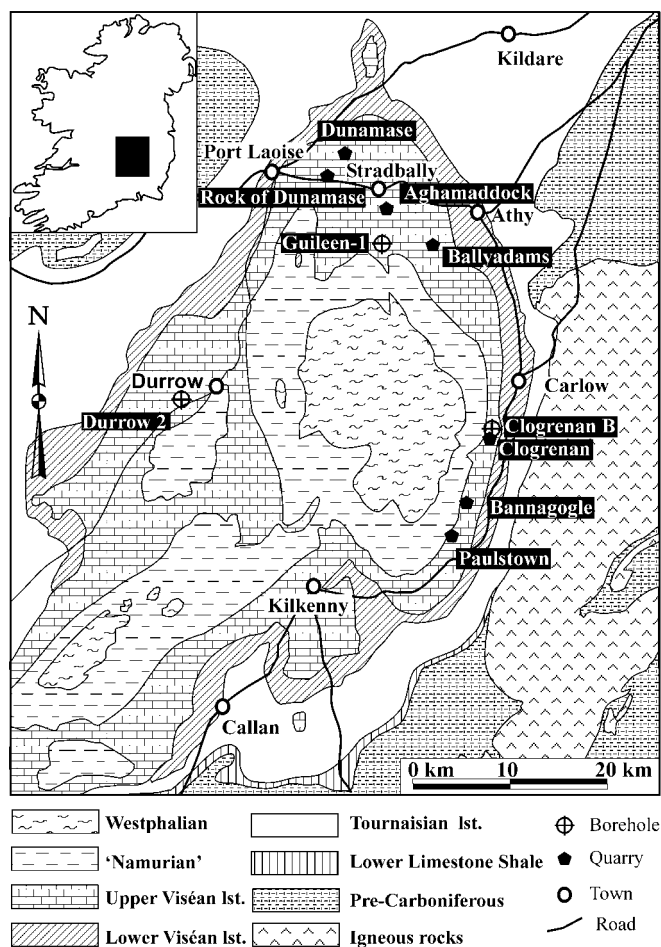 Kildare
Dunamase
Port Laoise
Stradbally
Rock of Dunamase
Aghamaddock
Athy
Guileen-1
Ballyadams
N
Durrow
Carlow
Durrow 2
Clogrenan B
Clogrenan
Bannagogle
Paulstown
Kilkenny
Callan
0 km 10 20 km
Westphalian
Tournaisian lst.
Borehole
'Namurian'
Lower Limestone Shale
Quarry
Upper Viséan lst.
Pre-Carboniferous
Town
Lower Viséan lst.
Igneous rocks
Road